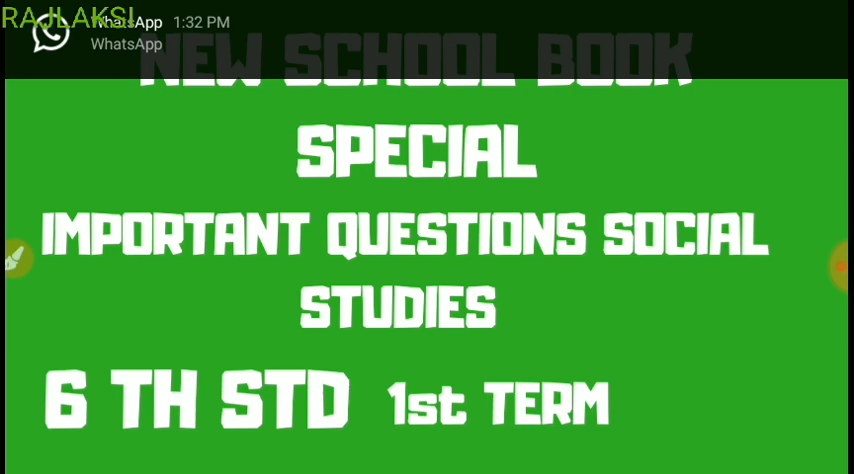 RAJLAKSI
WhatsApp 1:32 PM
WhatsApp
NEW SCHOOL BOOK
SPECIAL
IMPORTANT QUESTIONS SOCIAL
STUDIES
6 TH STD 1st TERM